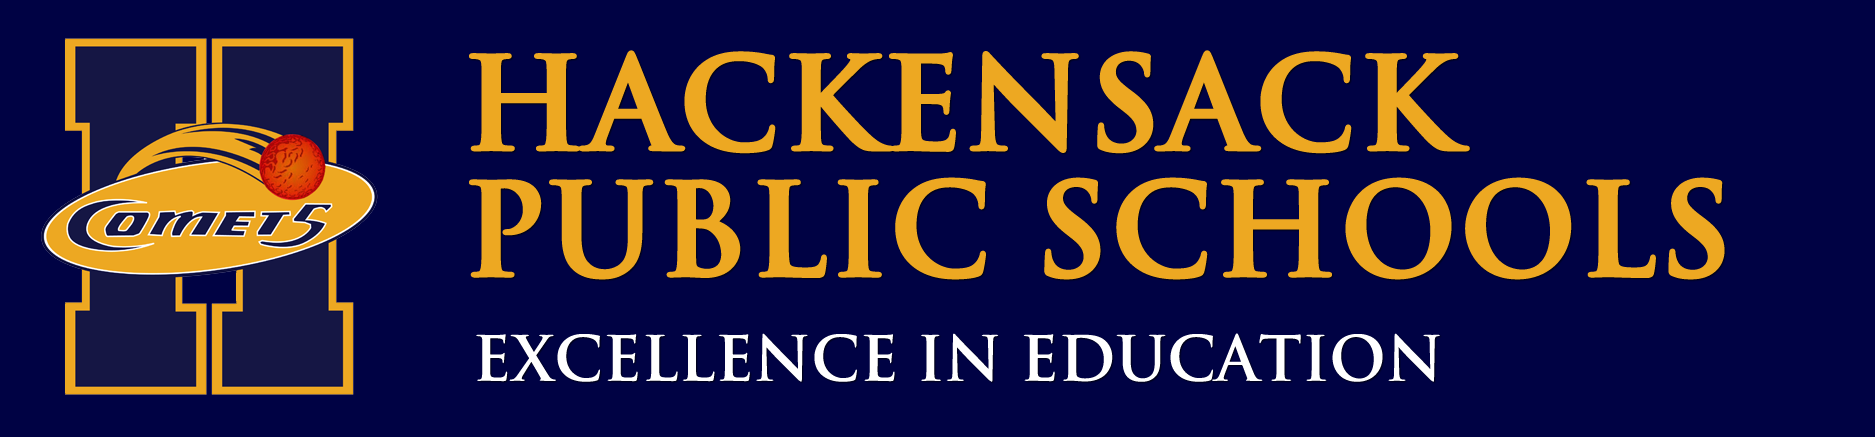 H
COMETS
HACKENSACK
PUBLIC SCHOOLS
EXCELLENCE IN EDUCATION